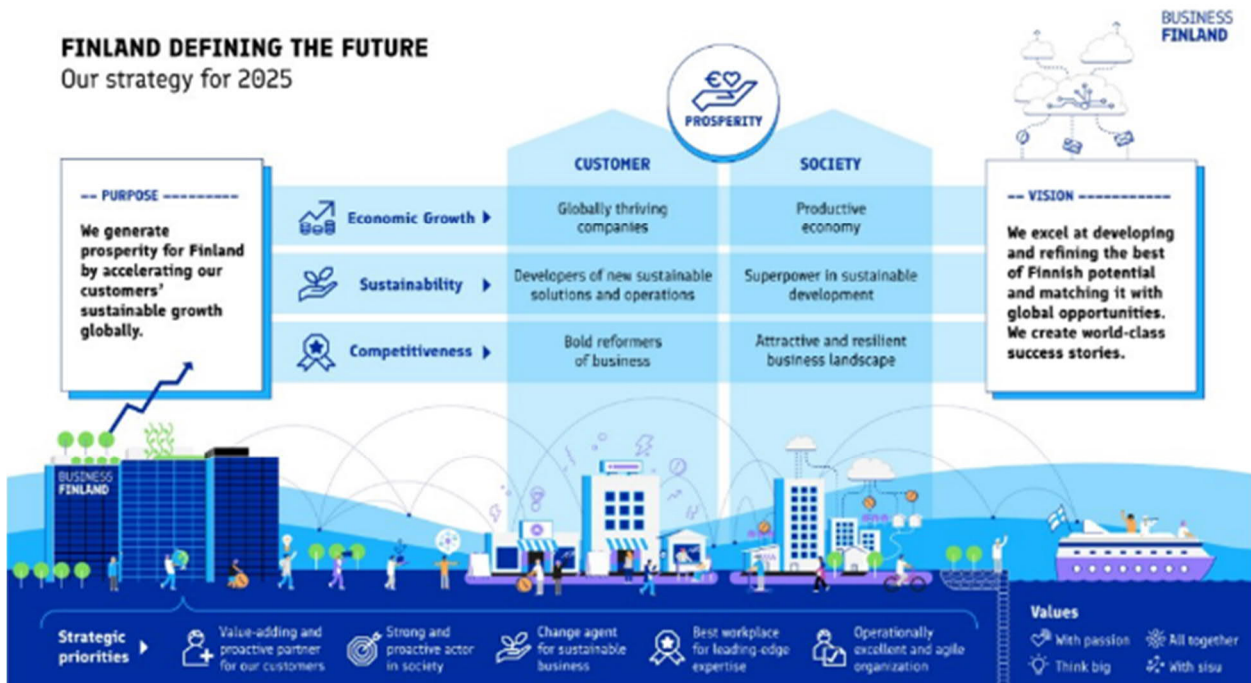 FINLAND DEFINING THE FUTURE
Our strategy for 2025
BUSINESS
FINLAND
PROSPERITY
CUSTOMER
SOCIETY
PURPOSE
We generate
prosperity for Finland
by accelerating our
customers'
sustainable growth
globally.
Economic Growth
Globally thriving
companies
Productive
economy
Sustainability
Developers of new sustainable
solutions and operations
Superpower in sustainable
development
Competitiveness
Bold reformers
of business
Attractive and resilient
business landscape
VISION
We excel at developing
and refining the best
of Finnish potential
and matching it with
global opportunities.
We create world-class
success stories.
BUSINESS
FINLAND
Strategic
priorities
Value-adding and
proactive partner
for our customers
Strong and
proactive actor
in society
Change agent
for sustainable
business
Best workplace
for leading-edge
expertise
Operationally
excellent and agile
organization
Values
With passion
All together
Think big
With sisu